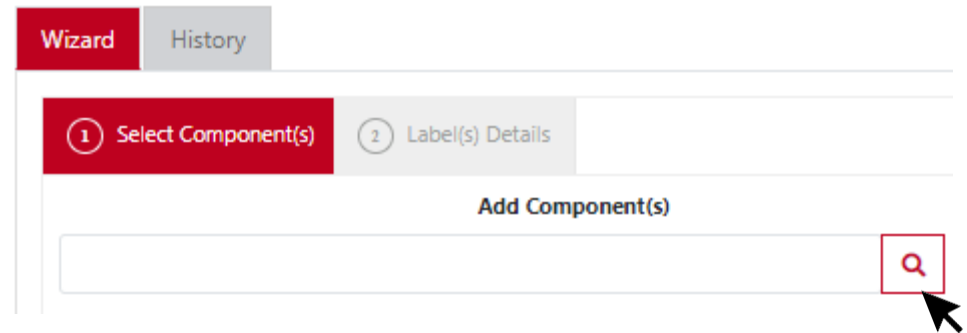 Wizard History
1 Select Component(s) 2 Label(s) Details
Add Component(s)